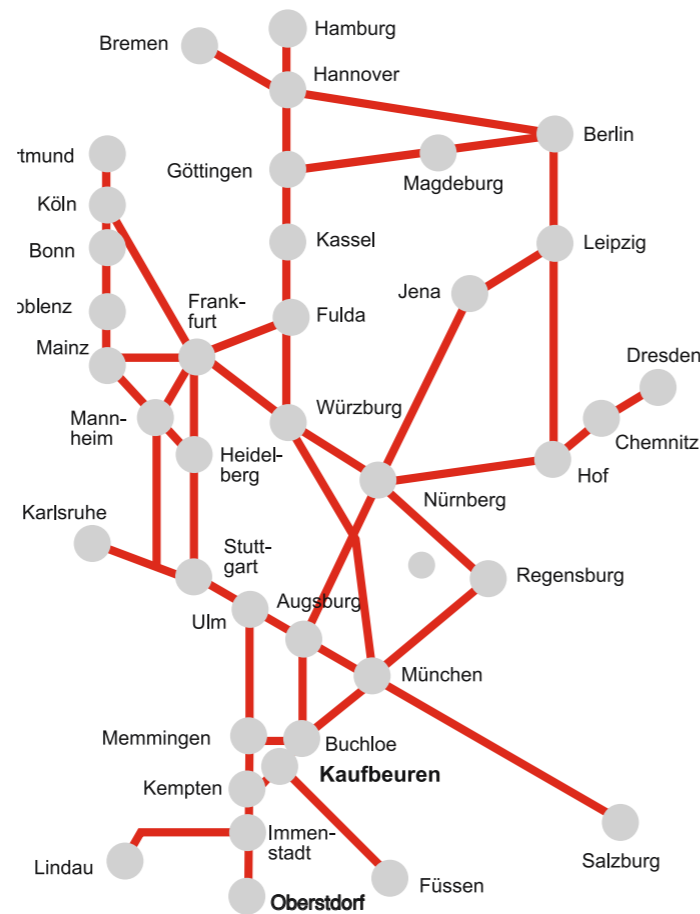 Hamburg
Bremen
Hannover
Berlin
rtmund
Göttingen
Magdeburg
Köln
Kassel
Leipzig
Bonn
Jena
Frank-
furt
Fulda
oblenz
Mainz
Dresden
Würzburg
Mann-
heim
Chemnitz
Heidel-
berg
Hof
Nürnberg
Karlsruhe
Stutt-
gart
Regensburg
Augsburg
Ulm
München
Memmingen
Buchloe
Kaufbeuren
Kempten
Immen-
stadt
Lindau
Salzburg
Füssen
Oberstdorf